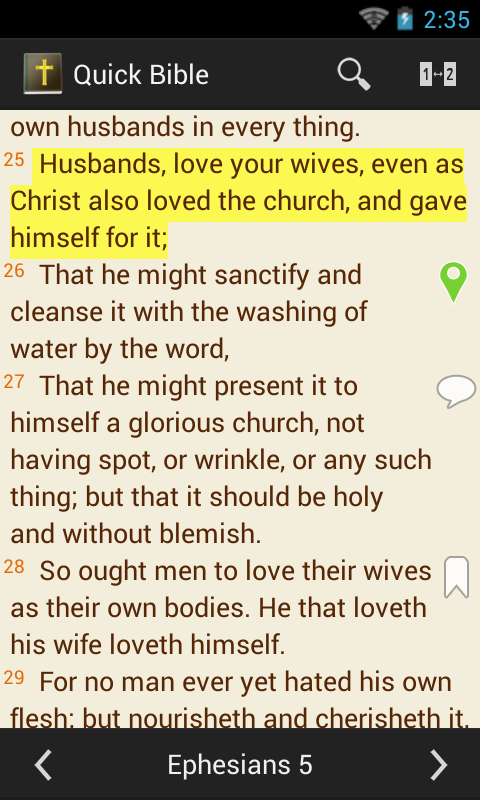 2:35
Quick Bible
1↔2
own husbands in every thing.
25 Husbands, love your wives, even as
Christ also loved the church, and gave
himself for it;
26 That he might sanctify and
cleanse it with the washing of
water by the word,
27 That he might present it to
himself a glorious church, not
having spot, or wrinkle, or any such
thing; but that it should be holy
and without blemish.
28 So ought men to love their wives
as their own bodies. He that loveth
his wife loveth himself.
29 For no man ever yet hated his own
flesh; but nourisheth and cherisheth it,
Ephesians 5